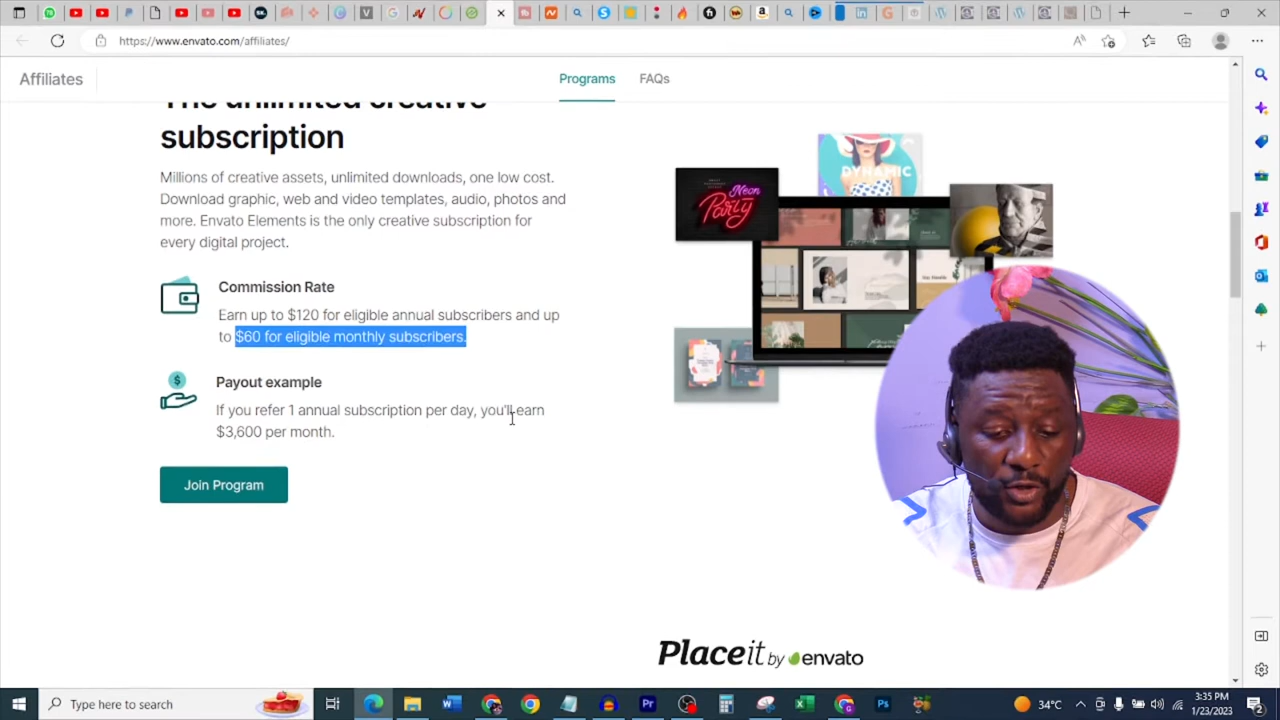 https://www.envato.com/affiliates/
Affiliates
Programs
FAQs
The unlimited creative
subscription
Millions of creative assets, unlimited downloads, one low cost.
Download graphic, web and video templates, audio, photos and
more. Envato Elements is the only creative subscription for
every digital project.
Commission Rate
Earn up to $120 for eligible annual subscribers and up
to $60 for eligible monthly subscribers.
Payout example
If you refer 1 annual subscription per day, you'll earn
$3,600 per month.
Join Program
DYNAMIC
Neon
Party
Placeit by envato
Type here to search
34°C
3:35 PM
1/23/2023